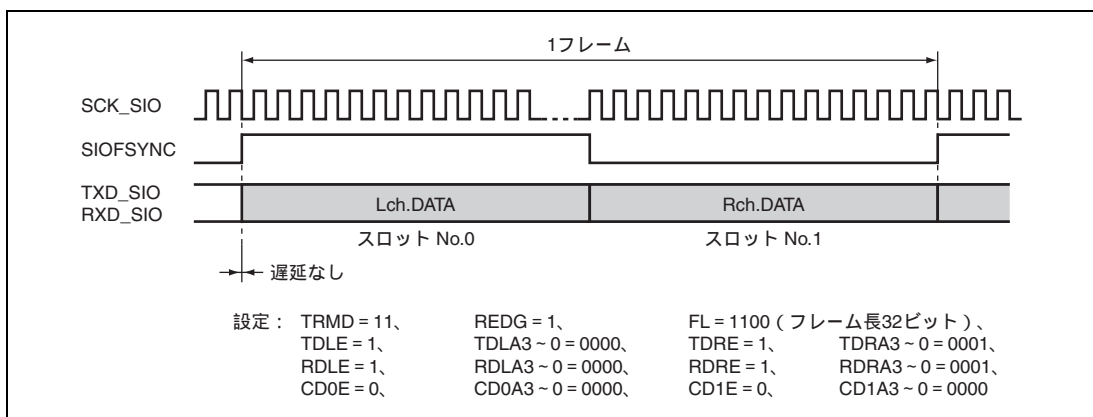 1フレーム
SCK_SIO
SIOFSYNC
TXD_SIO
RXD_SIO
Lch.DATA Rch.DATA
スロット No.0 スロット No.1
遅延なし
設定: TRMD = 11、 REDG = 1、 FL = 1100(フレーム長32ビット)、
TDLE = 1、 TDLA3~0 = 0000、 TDRE = 1、 TDRA3~0 = 0001、
RDLE = 1、 RDLA3~0 = 0000、 RDRE = 1、 RDRA3~0 = 0001、
CD0E = 0、 CD0A3~0 = 0000、 CD1E = 0、 CD1A3~0 = 0000